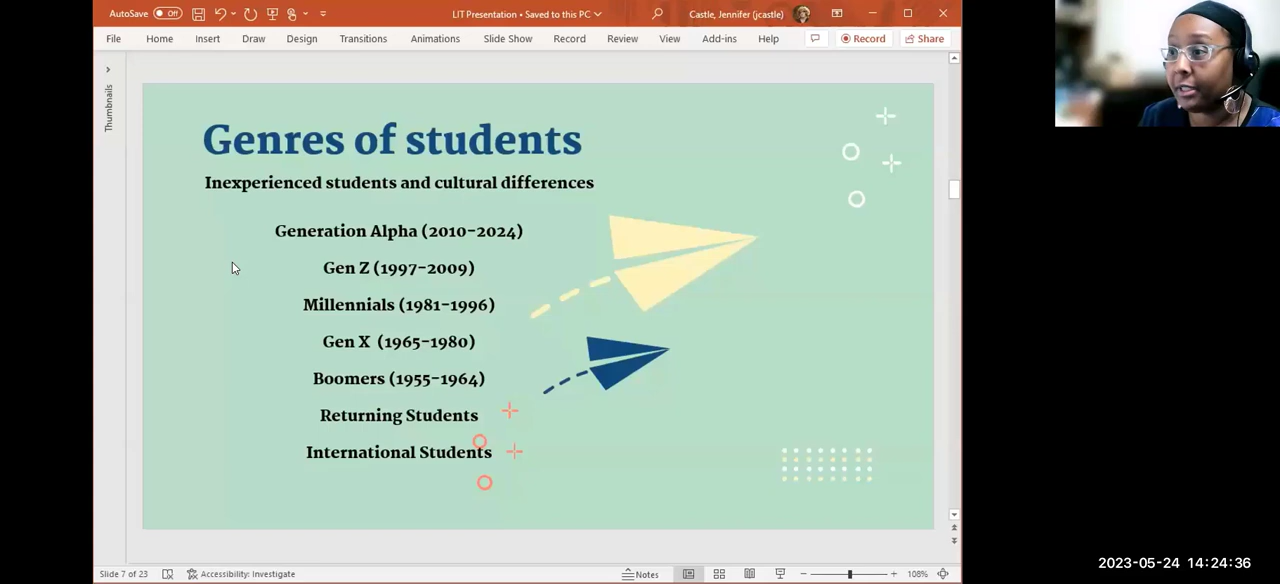 AutoSave Off LIT Presentation • Saved to this PC Castle, Jennifer (jcastle)
File Home Insert Draw Design Transitions Animations Slide Show Record Review View Add-ins Help Record Share
Thumbnails
Genres of students
Inexperienced students and cultural differences
Generation Alpha (2010-2024)
Gen Z (1997-2009)
Millennials (1981-1996)
Gen X (1965-1980)
Boomers (1955-1964)
Returning Students
International Students
Slide 7 of 23 Accessibility: Investigate Notes 108%
2023-05-24 14:24:36